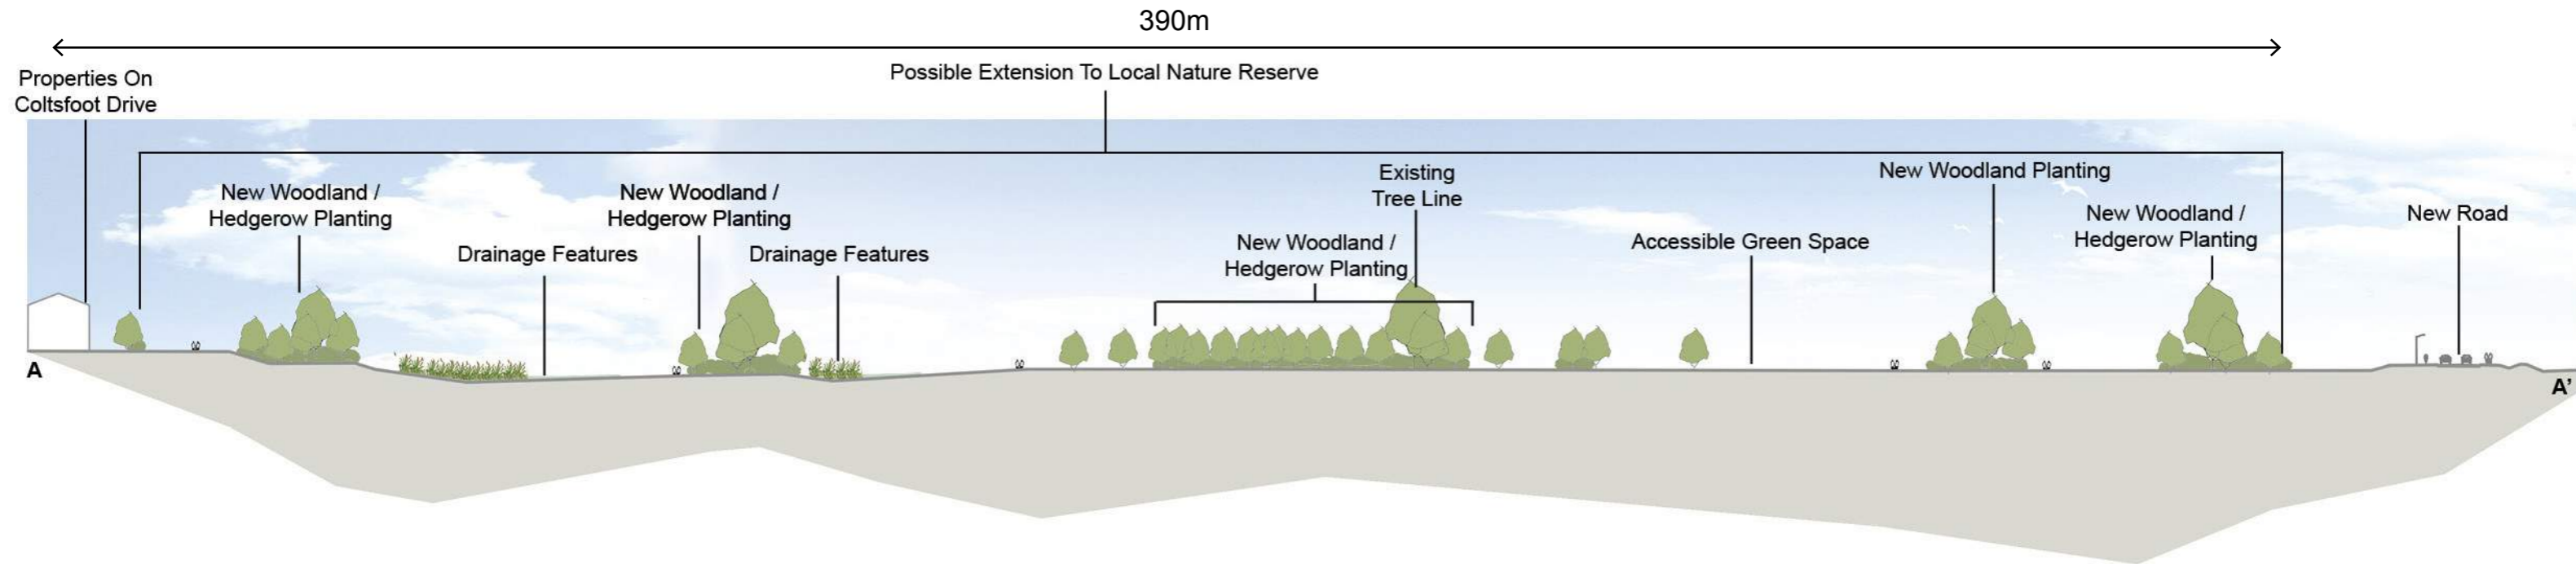 390m
Properties On
Coltsfoot Drive
Possible Extension To Local Nature Reserve
New Woodland /
Hedgerow Planting
Drainage Features
New Woodland /
Hedgerow Planting
Drainage Features
New Woodland /
Hedgerow Planting
Existing
Tree Line
Accessible Green Space
New Woodland Planting
New Woodland /
Hedgerow Planting
New Road
A
A'